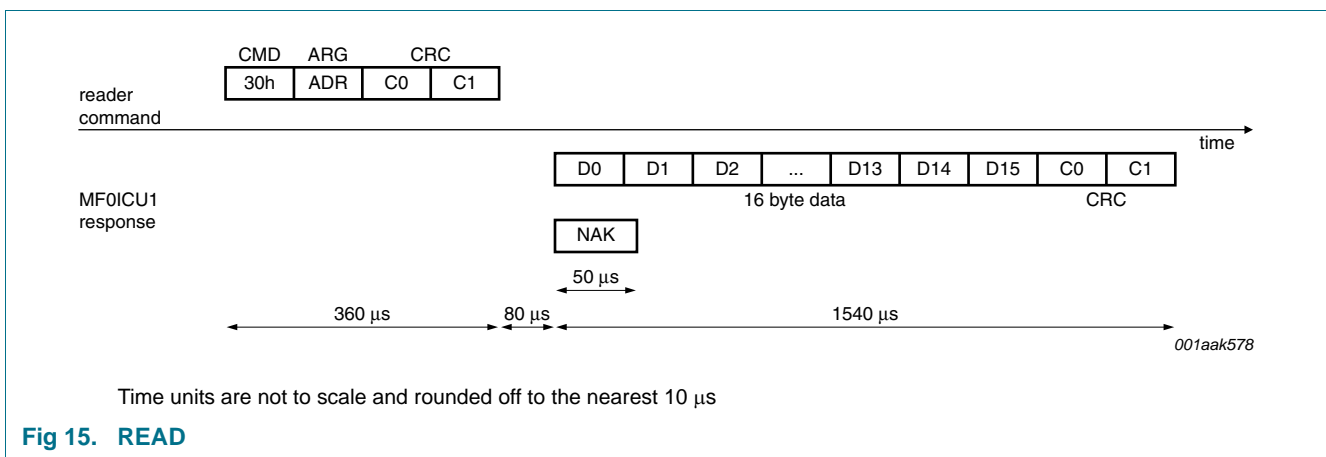 CMD ARG CRC
30h ADR C0 C1
reader
command
time
D0 D1 D2 ... D13 D14 D15 C0 C1
MF0ICU1
response
16 byte data CRC
NAK
50 μs
360 μs 80 μs 1540 μs
001aak578
Time units are not to scale and rounded off to the nearest 10 μs
Fig 15. READ